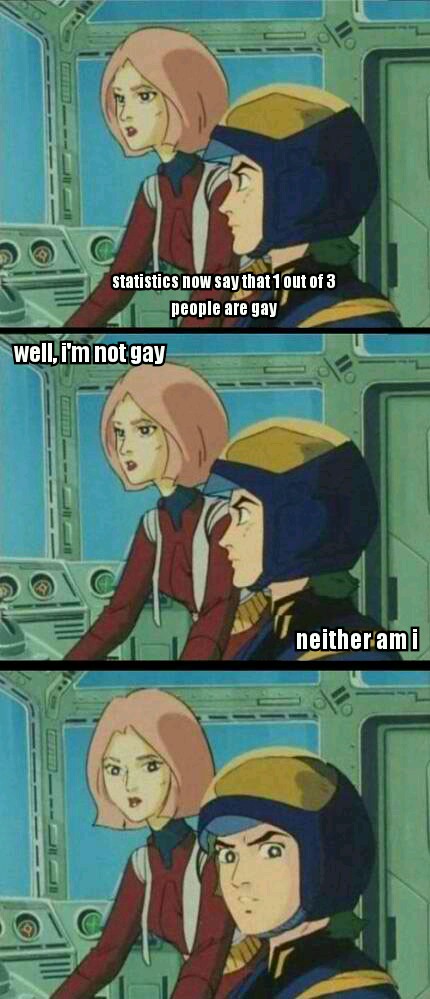 statistics now say that 1 out of 3
people are gay
well, i'm not gay
neither am i